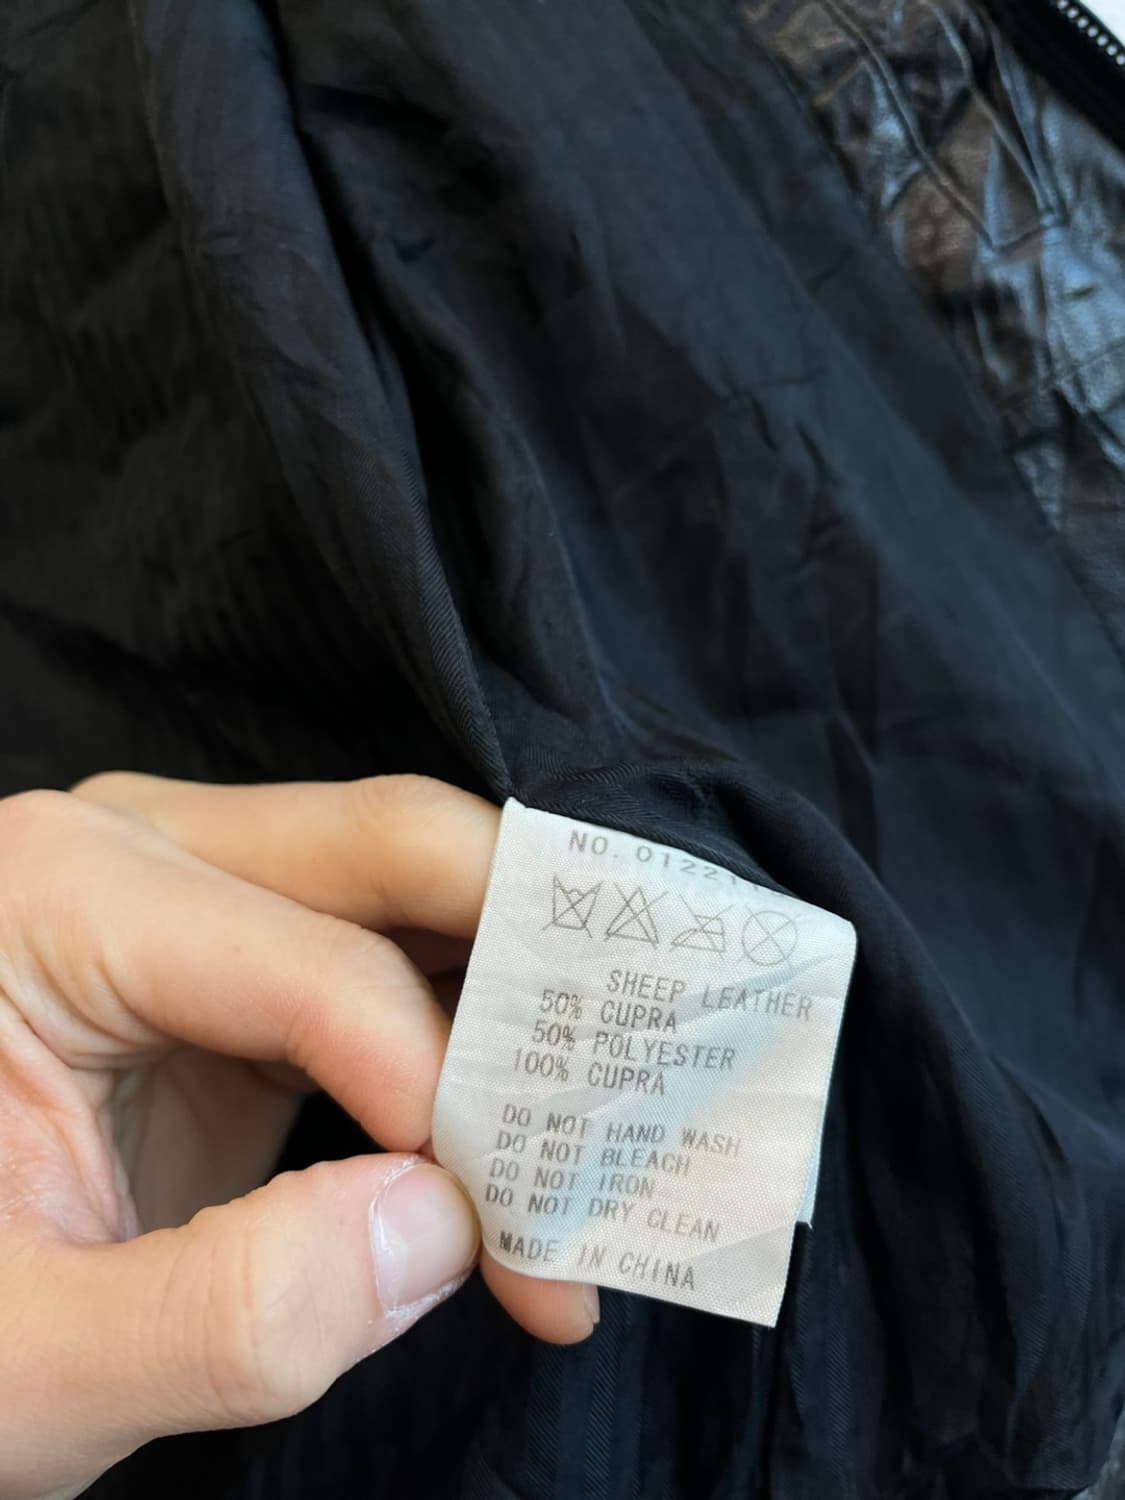 NO.
SHEEP LEATHER
50% CUPRA
50% POLYESTER
100% CUPRA
DO NOT HAND WASH
DO NOT BLEACH
DO NOT IRON
DO NOT DRY CLEAN
MADE IN CHINA